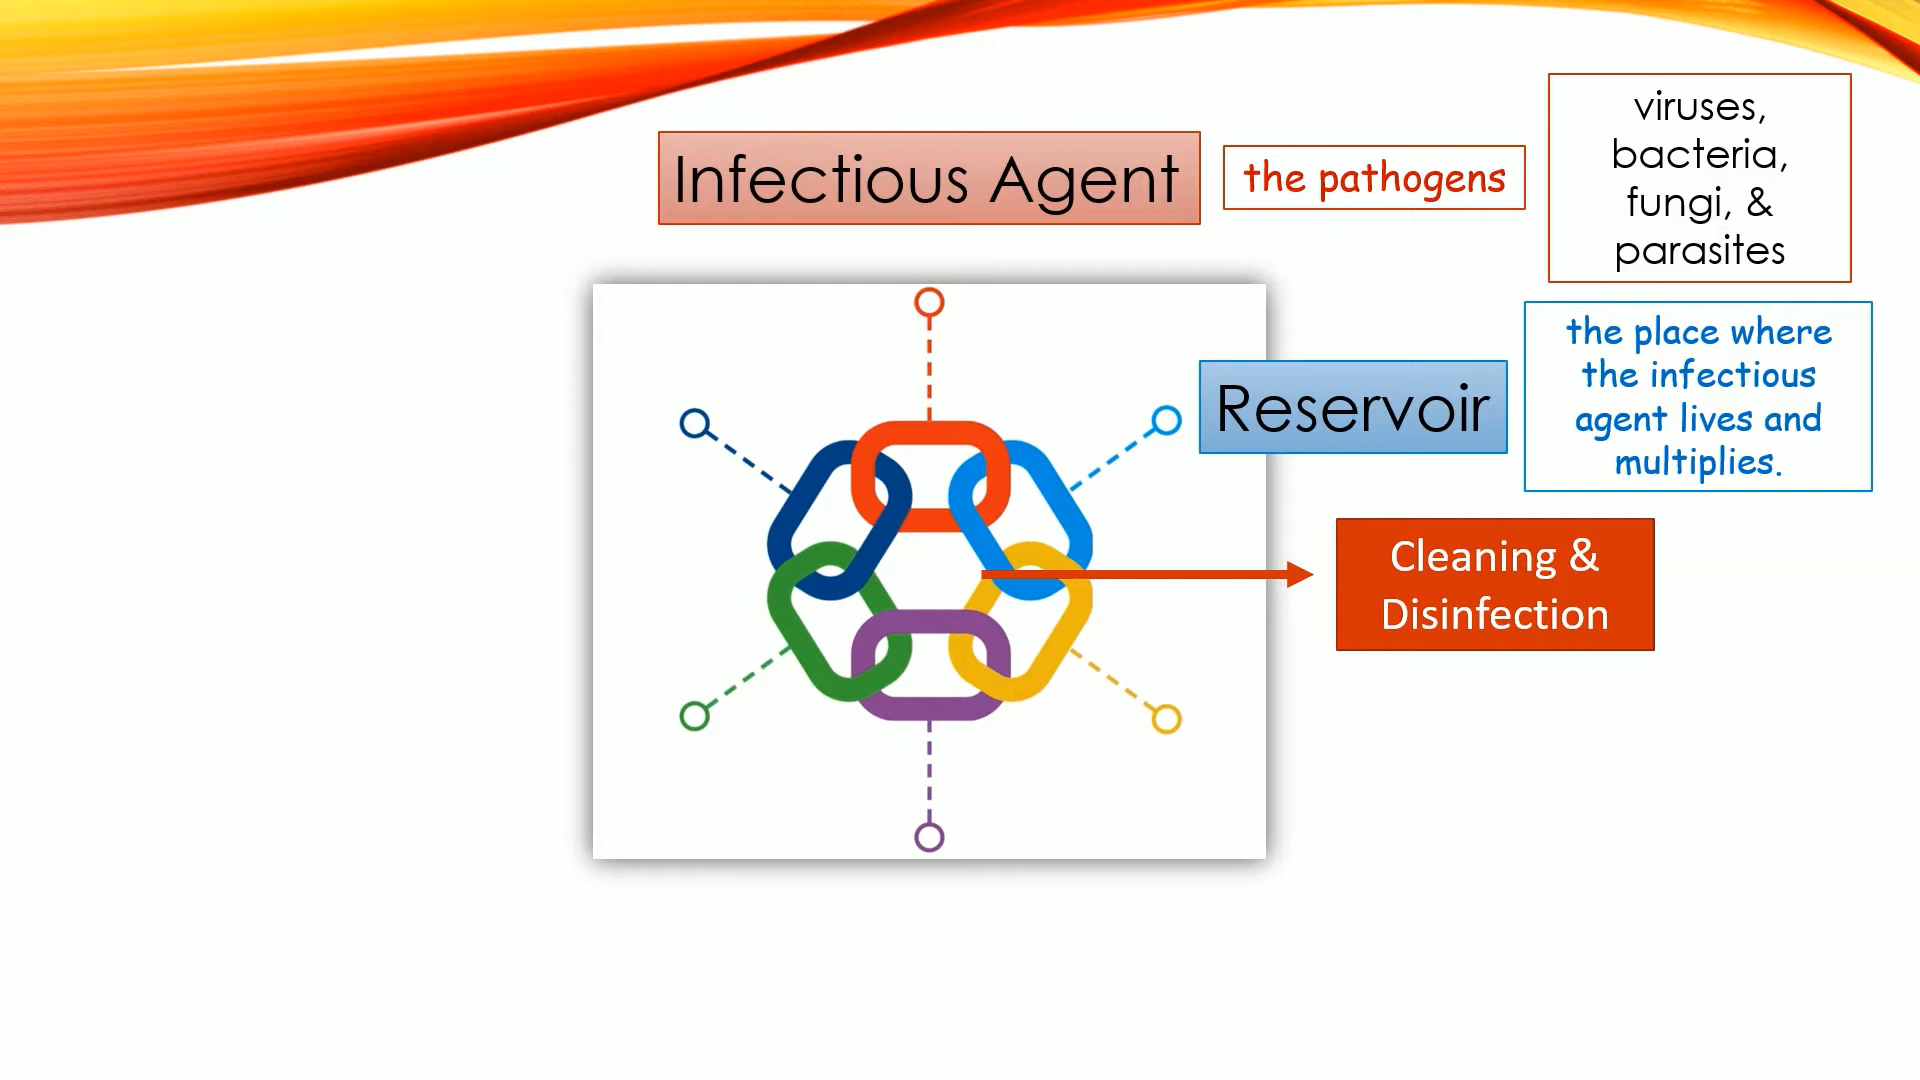 Infectious Agent
the pathogens
viruses,
bacteria,
fungi, &
parasites
Reservoir
the place where
the infectious
agent lives and
multiplies.
Cleaning &
Disinfection